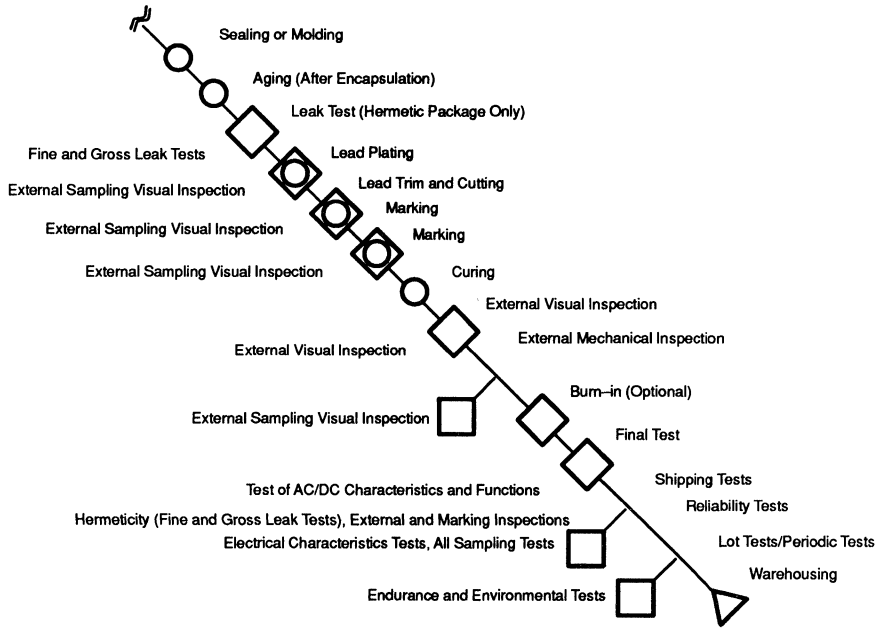 Sealing or Molding
Aging (After Encapsulation)
Leak Test (Hermetic Package Only)
Fine and Gross Leak Tests
Lead Plating
External Sampling Visual Inspection
Lead Trim and Cutting
Marking
External Sampling Visual Inspection
Marking
External Sampling Visual Inspection
Curing
External Visual Inspection
External Mechanical Inspection
External Visual Inspection
Burn–in (Optional)
External Sampling Visual Inspection
Final Test
Shipping Tests
Test of AC/DC Characteristics and Functions
Reliability Tests
Hermeticity (Fine and Gross Leak Tests), External and Marking Inspections
Electrical Characteristics Tests, All Sampling Tests
Lot Tests/Periodic Tests
Warehousing
Endurance and Environmental Tests